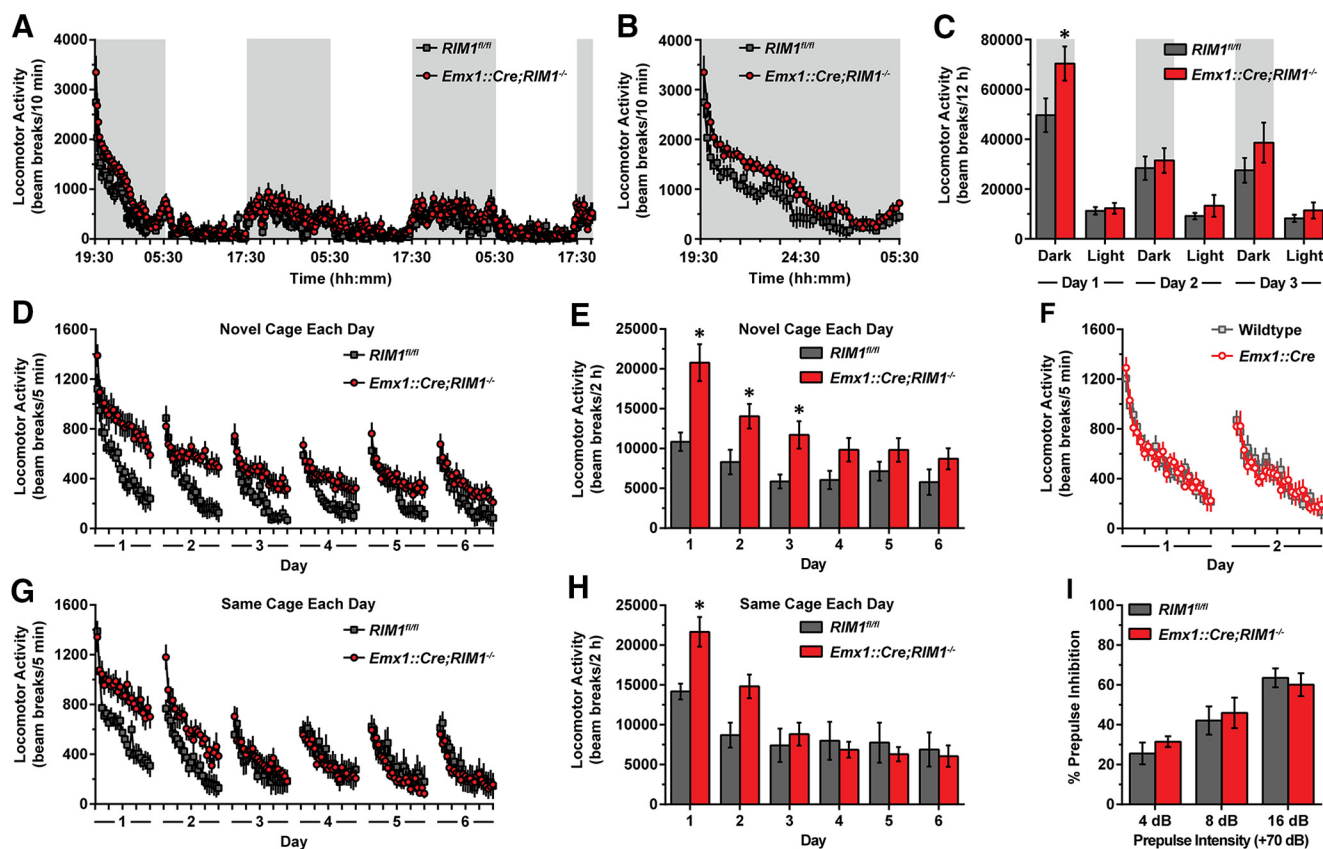 A
Locomotor Activity
(beam breaks/10 min)
4000
3000
2000
1000
0
RIM1fl/fl
Emx1::Cre;RIM1-/-
19:30
05:30
17:30
05:30
17:30
05:30
17:30
Time (hh:mm)
B
Locomotor Activity
(beam breaks/10 min)
4000
3000
2000
1000
0
RIM1fl/fl
Emx1::Cre;RIM1-/-
19:30
24:30
05:30
Time (hh:mm)
C
Locomotor Activity
(beam breaks/12 h)
80000
60000
40000
20000
0
*
RIM1fl/fl
Emx1::Cre;RIM1-/-
Dark Light Dark Light Dark Light
Day 1 Day 2 Day 3
D
Locomotor Activity
(beam breaks/5 min)
1600
1200
800
400
0
Novel Cage Each Day
RIM1fl/fl
Emx1::Cre;RIM1-/-
1 2 3 4 5 6
Day
E
Locomotor Activity
(beam breaks/2 h)
25000
20000
15000
10000
5000
0
Novel Cage Each Day
* * *
RIM1fl/fl
Emx1::Cre;RIM1-/-
1 2 3 4 5 6
Day
F
Locomotor Activity
(beam breaks/5 min)
1600
1200
800
400
0
Wildtype
Emx1::Cre
1 2
Day
G
Locomotor Activity
(beam breaks/5 min)
1600
1200
800
400
0
Same Cage Each Day
RIM1fl/fl
Emx1::Cre;RIM1-/-
1 2 3 4 5 6
Day
H
Locomotor Activity
(beam breaks/2 h)
25000
20000
15000
10000
5000
0
Same Cage Each Day
*
RIM1fl/fl
Emx1::Cre;RIM1-/-
1 2 3 4 5 6
Day
I
% Prepulse Inhibition
100
80
60
40
20
0
RIM1fl/fl
Emx1::Cre;RIM1-/-
4 dB 8 dB 16 dB
Prepulse Intensity (+70 dB)